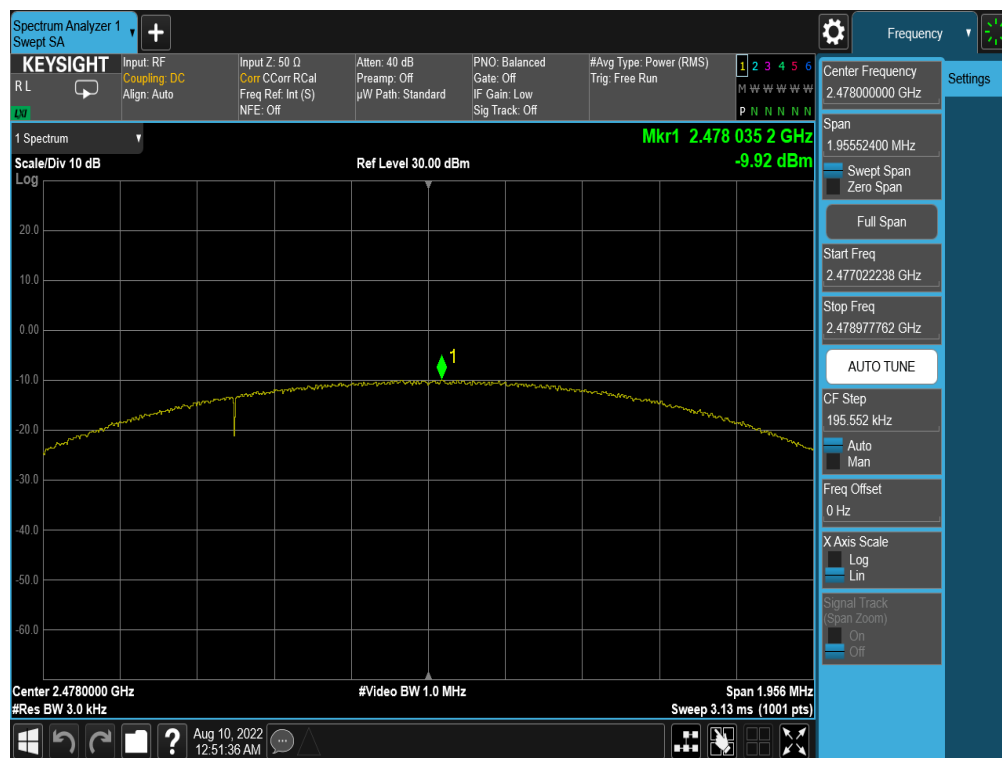 Spectrum Analyzer 1
Swept SA
+
Frequency
KEYSIGHT
R L
LXI
Input: RF
Coupling: DC
Align: Auto
Input Z: 50 Ω
Corr CCorr RCal
Freq Ref: Int (S)
NFE: Off
Atten: 40 dB
Preamp: Off
µW Path: Standard
PNO: Balanced
Gate: Off
IF Gain: Low
Sig Track: Off
#Avg Type: Power (RMS)
Trig: Free Run
1 2 3 4 5 6
M W W W W W
P N N N N N
1 Spectrum
Scale/Div 10 dB
Log
Ref Level 30.00 dBm
Mkr1 2.478 035 2 GHz
-9.92 dBm
20.0
10.0
0.00
-10.0
-20.0
-30.0
-40.0
-50.0
-60.0
1
Center 2.4780000 GHz
#Res BW 3.0 kHz
#Video BW 1.0 MHz
Span 1.956 MHz
Sweep 3.13 ms (1001 pts)
Center Frequency
2.478000000 GHz
Settings
Span
1.95552400 MHz
Swept Span
Zero Span
Full Span
Start Freq
2.477022238 GHz
Stop Freq
2.478977762 GHz
AUTO TUNE
CF Step
195.552 kHz
Auto
Man
Freq Offset
0 Hz
X Axis Scale
Log
Lin
Signal Track
(Span Zoom)
On
Off
?
Aug 10, 2022
12:51:36 AM